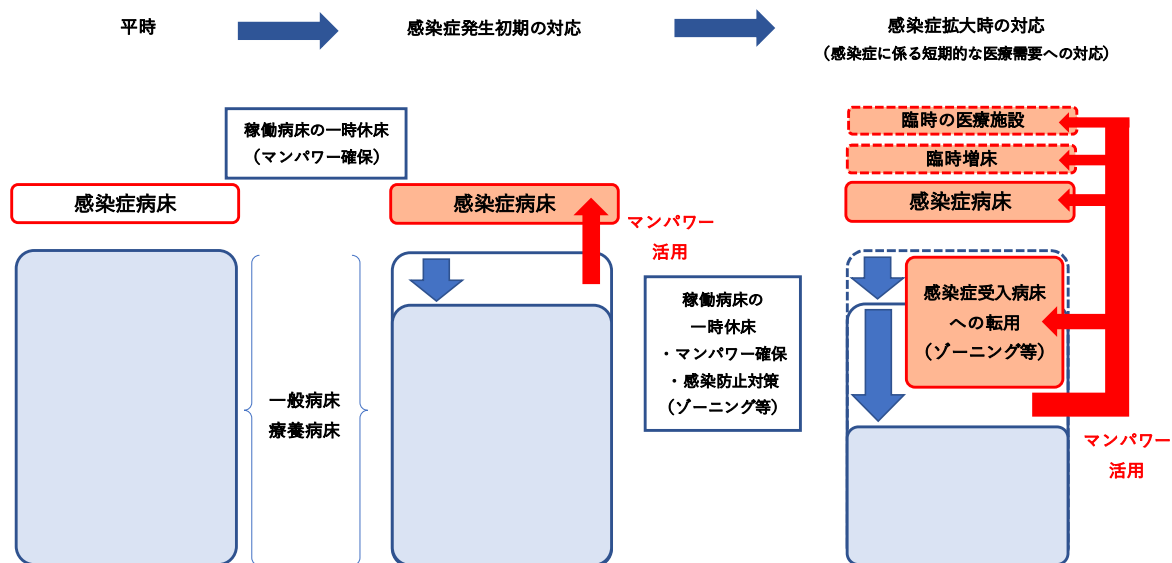 平時
感染症発生初期の対応
感染症拡大時の対応
（感染症に係る短期的な医療需要への対応）
稼働病床の一時休床
（マンパワー確保）
感染症病床
一般病床
療養病床
感染症病床
マンパワー
活用
稼働病床の
一時休床
・マンパワー確保
・感染防止対策
（ゾーニング等）
臨時の医療施設
臨時増床
感染症病床
感染症受入病床
への転用
（ゾーニング等）
マンパワー
活用